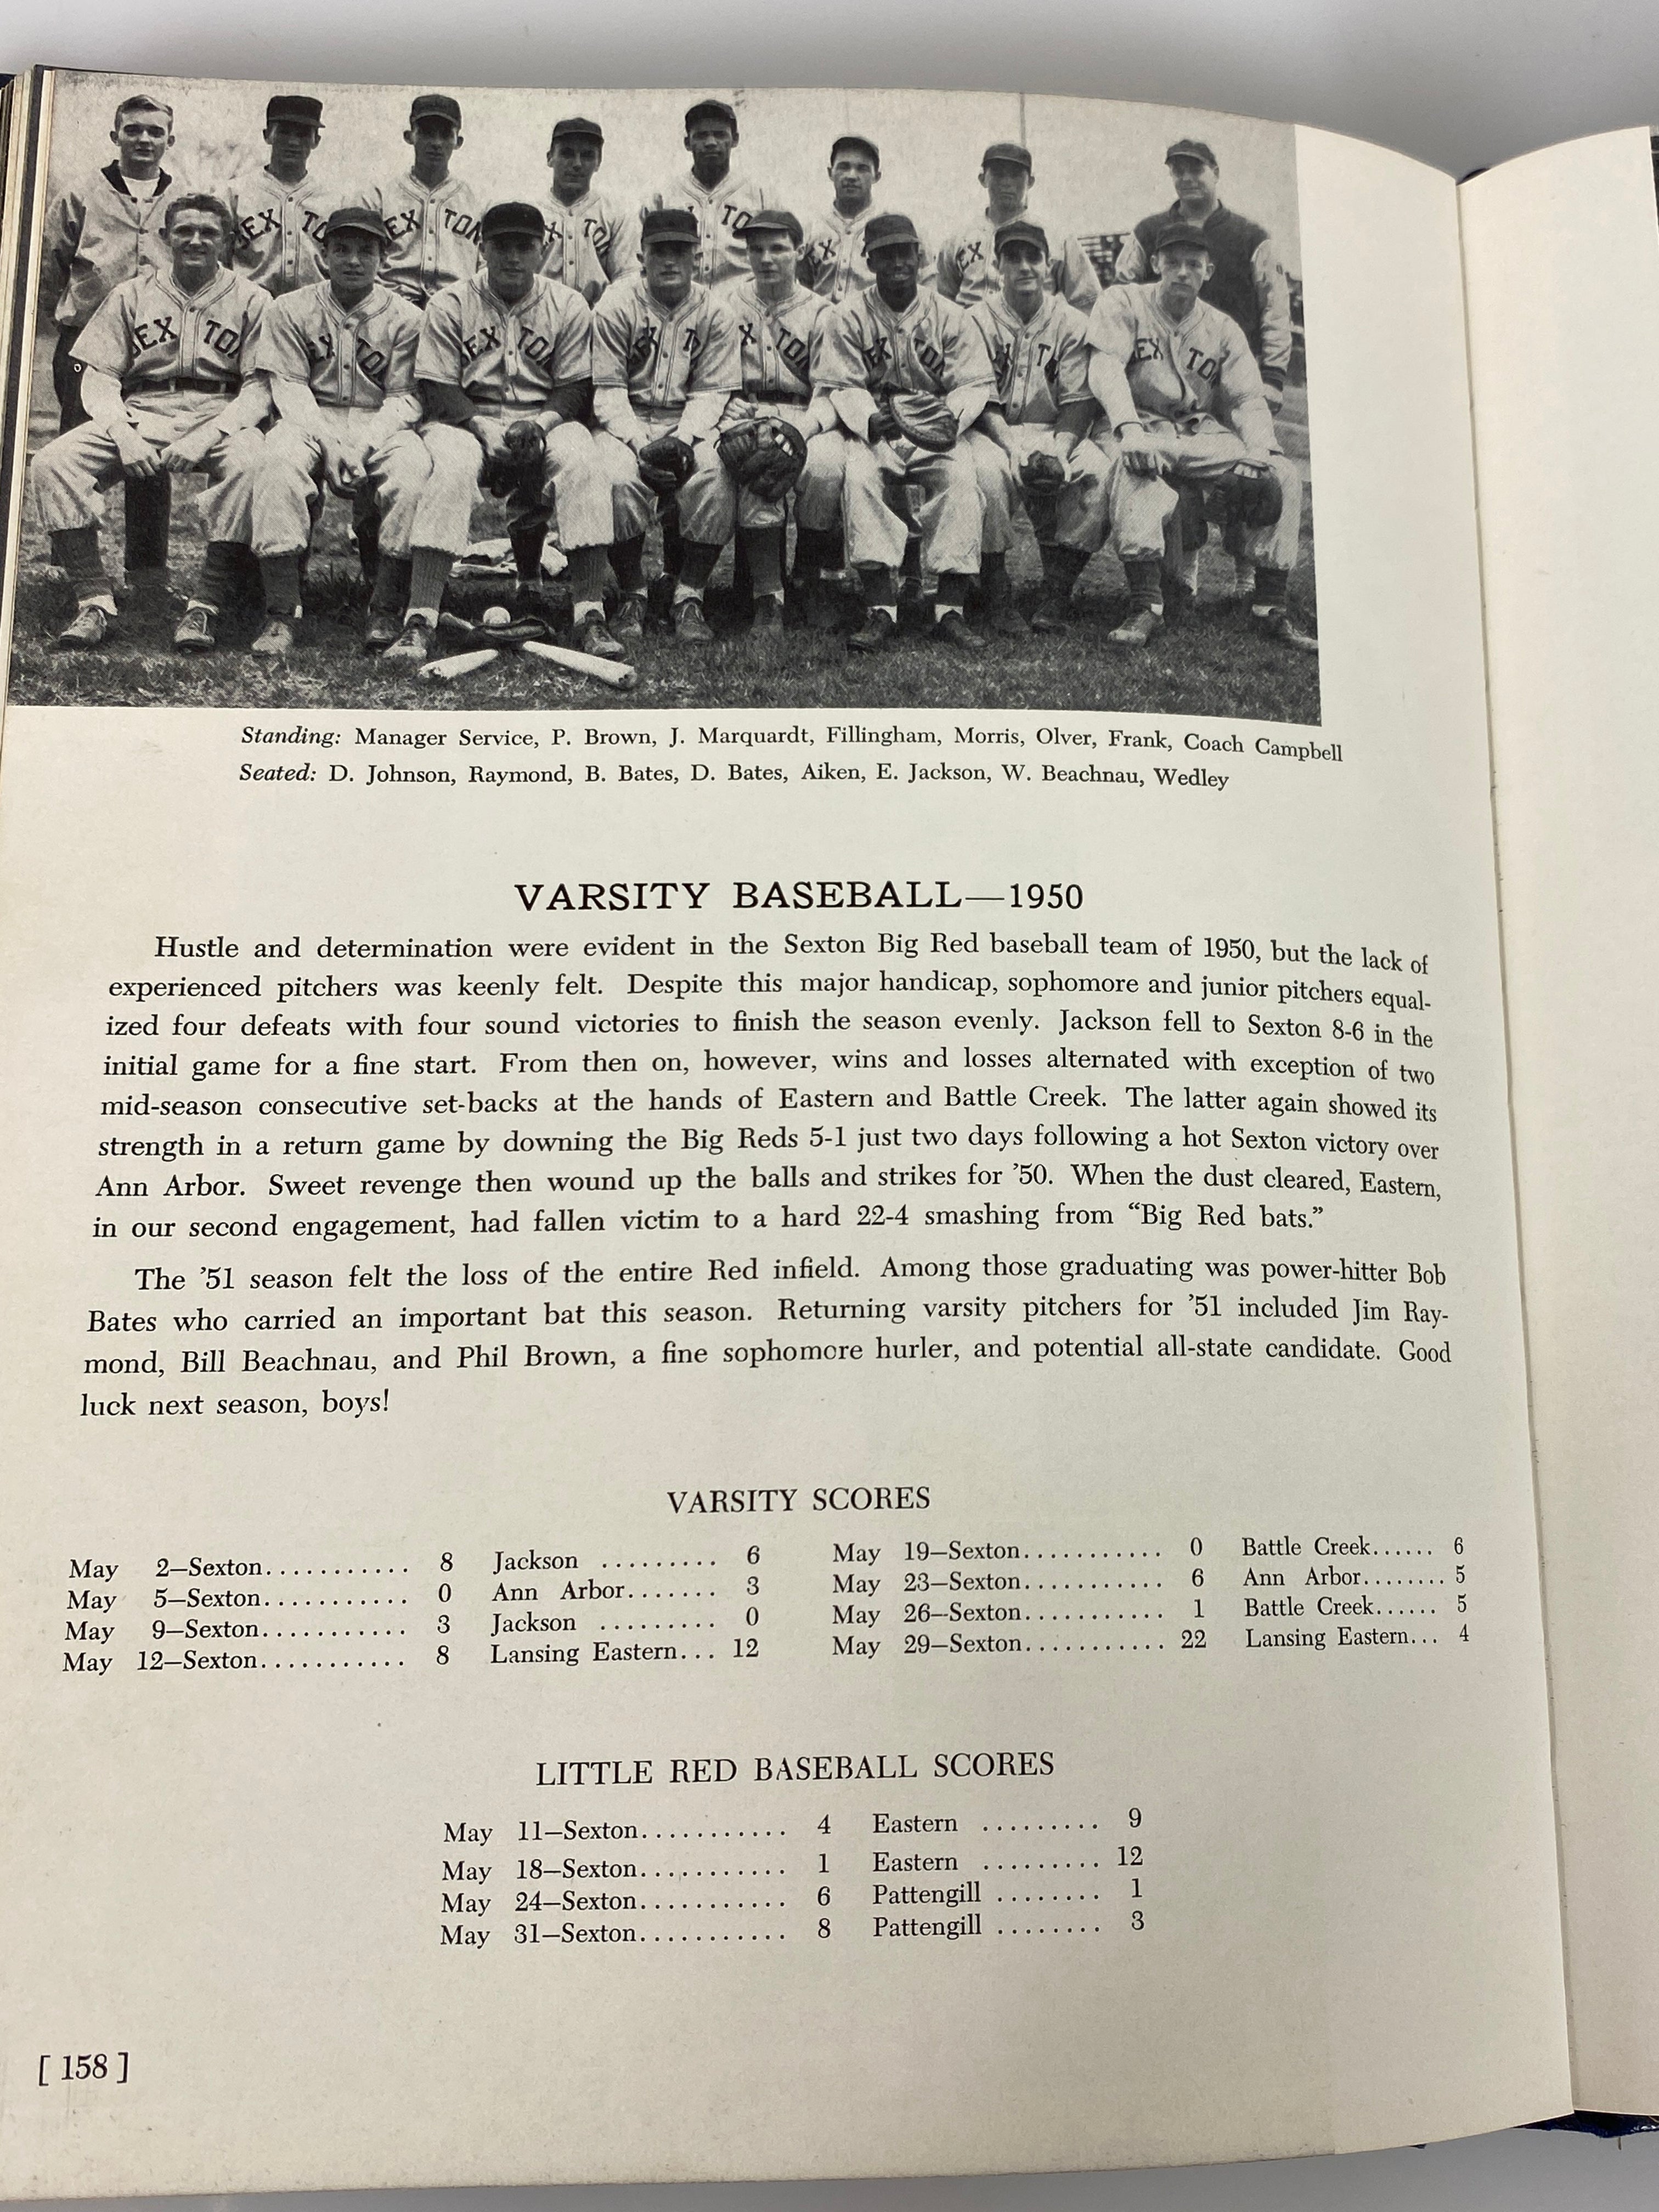 Standing: Manager Service, P. Brown, J. Marquardt, Fillingham, Morris, Olver, Frank, Coach Campbell
Seated: D. Johnson, Raymond, B. Bates, D. Bates, Aiken, E. Jackson, W. Beachnau, Wedley
VARSITY BASEBALL—1950
Hustle and determination were evident in the Sexton Big Red baseball team of 1950, but the lack of
experienced pitchers was keenly felt. Despite this major handicap, sophomore and junior pitchers equal-
ized four defeats with four sound victories to finish the season evenly. Jackson fell to Sexton 8-6 in the
initial game for a fine start. From then on, however, wins and losses alternated with exception of two
mid-season consecutive set-backs at the hands of Eastern and Battle Creek. The latter again showed its
strength in a return game by downing the Big Reds 5-1 just two days following a hot Sexton victory over
Ann Arbor. Sweet revenge then wound up the balls and strikes for ’50. When the dust cleared, Eastern,
in our second engagement, had fallen victim to a hard 22-4 smashing from “Big Red bats.”
The ’51 season felt the loss of the entire Red infield. Among those graduating was power-hitter Bob
Bates who carried an important bat this season. Returning varsity pitchers for ’51 included Jim Ray-
mond, Bill Beachnau, and Phil Brown, a fine sophomore hurler, and potential all-state candidate. Good
luck next season, boys!
VARSITY SCORES
May 2—Sexton........... 8 Jackson ......... 6
May 5—Sexton........... 0 Ann Arbor....... 3
May 9—Sexton........... 3 Jackson ......... 0
May 12—Sexton........... 8 Lansing Eastern... 12
May 19—Sexton........... 0 Battle Creek...... 6
May 23—Sexton........... 6 Ann Arbor........ 5
May 26—Sexton........... 1 Battle Creek...... 5
May 29—Sexton........... 22 Lansing Eastern... 4
LITTLE RED BASEBALL SCORES
May 11—Sexton........... 4 Eastern ......... 9
May 18—Sexton........... 1 Eastern ......... 12
May 24—Sexton........... 6 Pattengill ........ 1
May 31—Sexton........... 8 Pattengill ........ 3
[ 158 ]